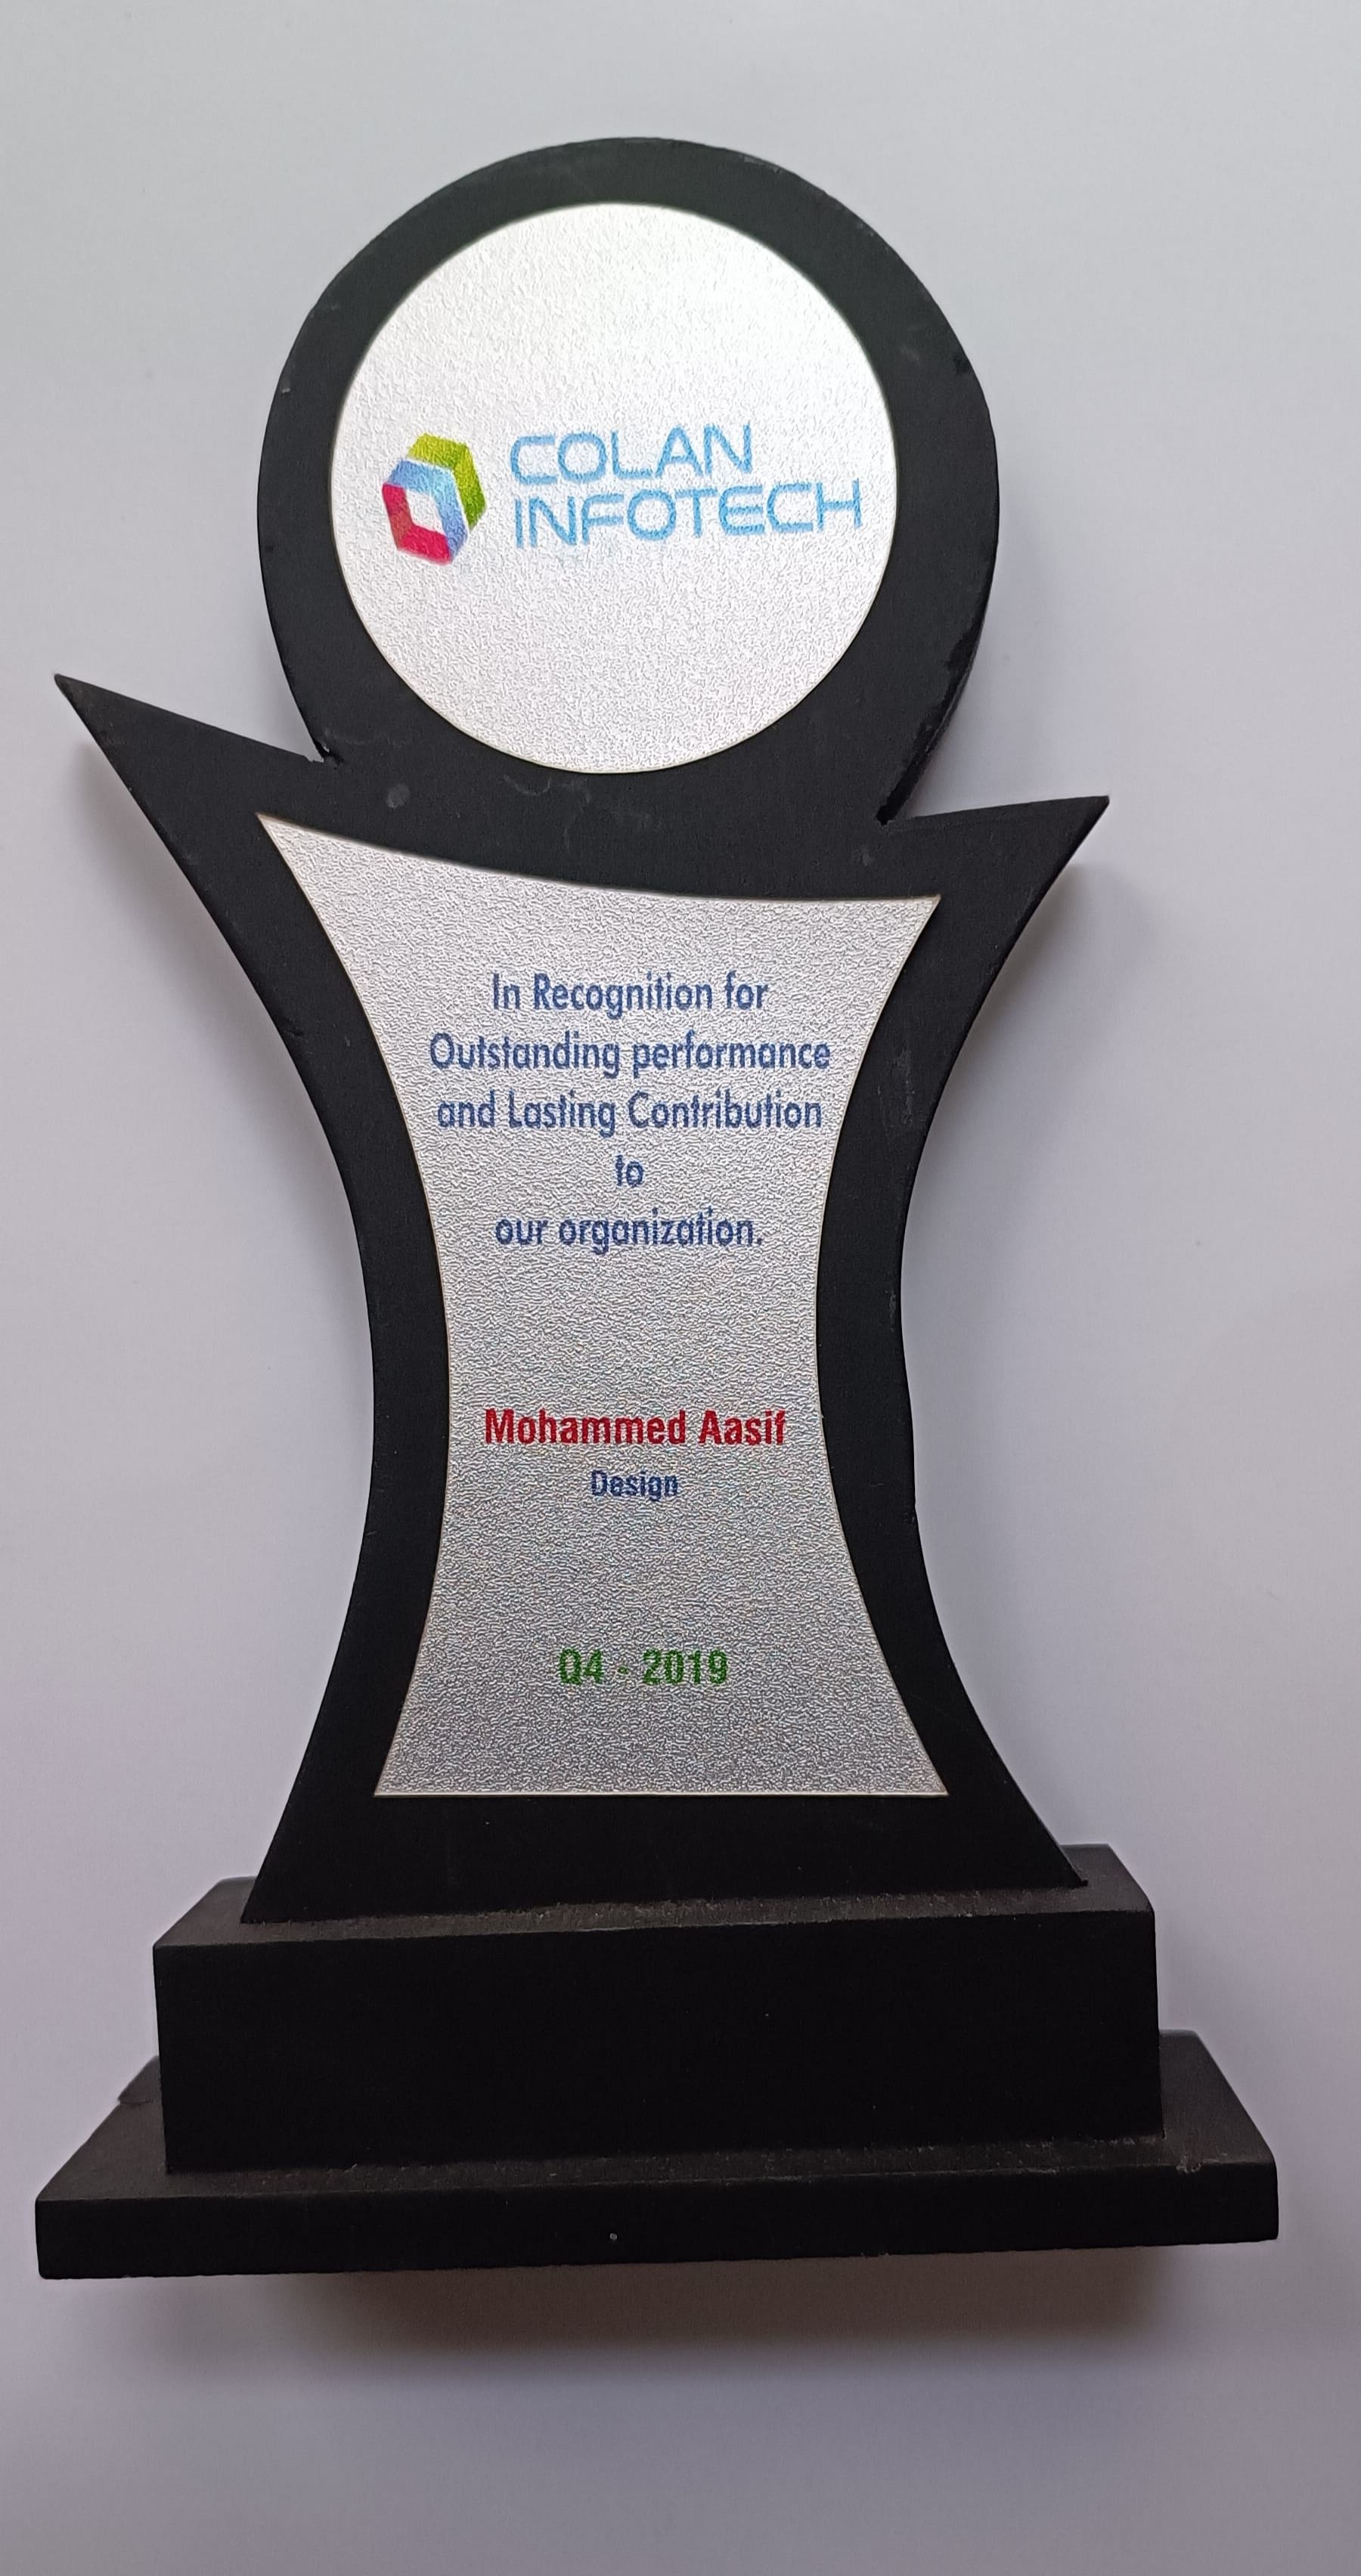 COLAN
INFOTECH
In Recognition for
Outstanding performance
and Lasting Contribution
to
our organization.
Mohammed Aasif
Design
Q4 - 2019